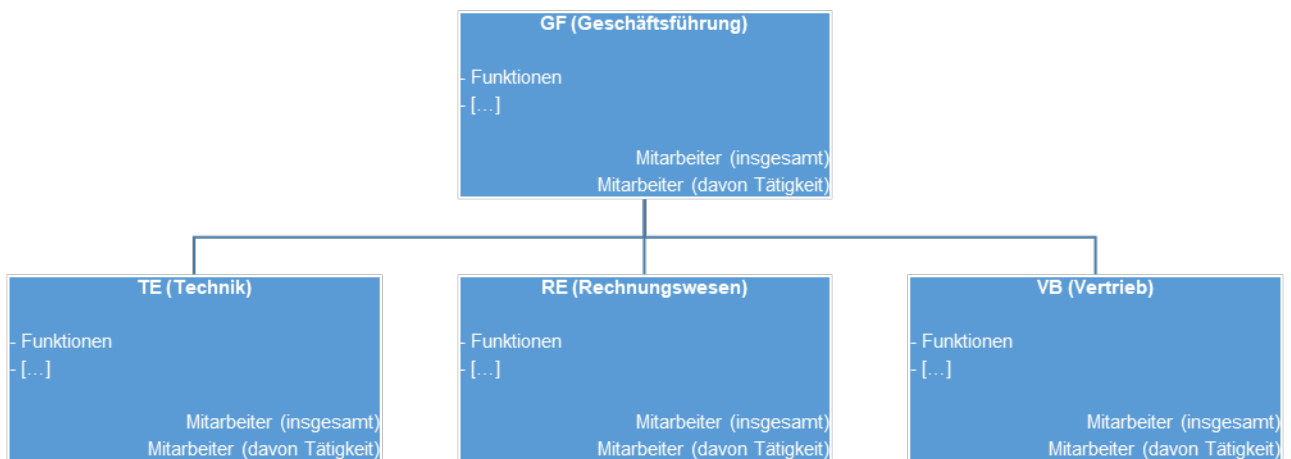 GF (Geschäftsführung)
- Funktionen
- [...]
Mitarbeiter (insgesamt)
Mitarbeiter (davon Tätigkeit)
TE (Technik)
- Funktionen
- [...]
Mitarbeiter (insgesamt)
Mitarbeiter (davon Tätigkeit)
RE (Rechnungswesen)
- Funktionen
- [...]
Mitarbeiter (insgesamt)
Mitarbeiter (davon Tätigkeit)
VB (Vertrieb)
- Funktionen
- [...]
Mitarbeiter (insgesamt)
Mitarbeiter (davon Tätigkeit)